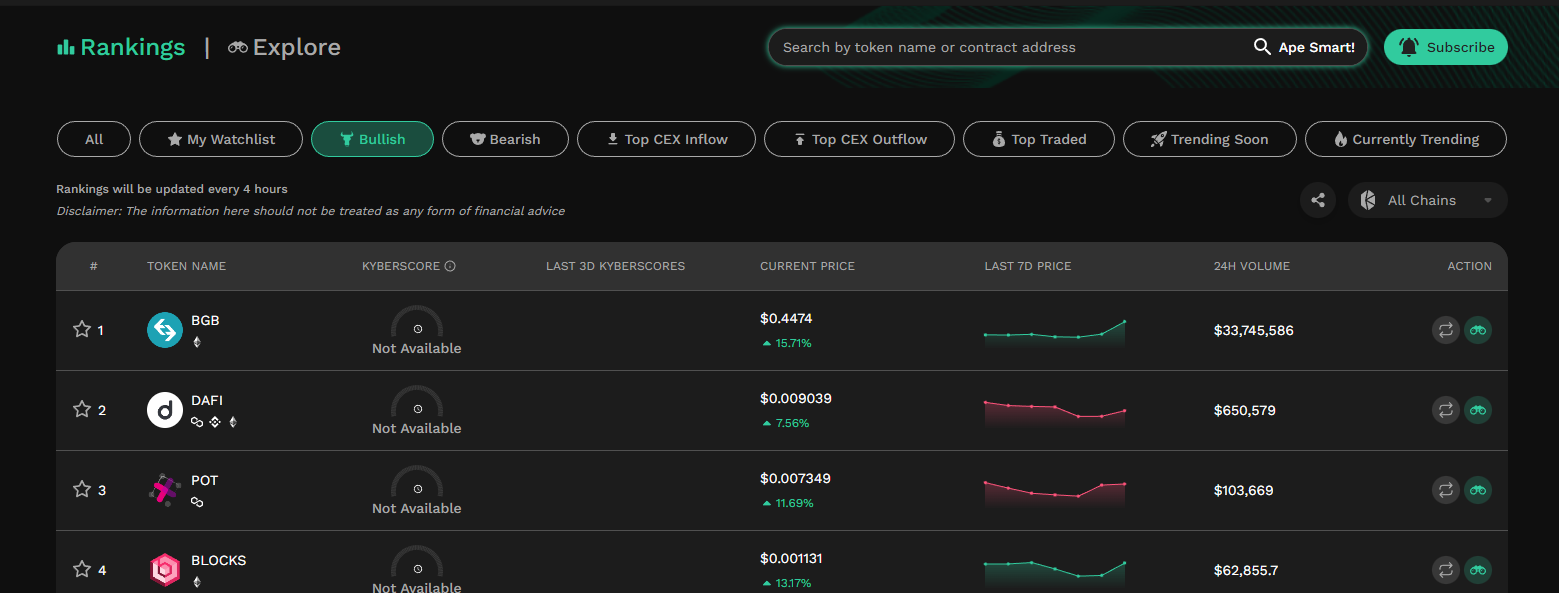 Rankings | Explore
Search by token name or contract address Ape Smart! Subscribe
All My Watchlist Bullish Bearish Top CEX Inflow Top CEX Outflow Top Traded Trending Soon Currently Trending
Rankings will be updated every 4 hours
Disclaimer: The information here should not be treated as any form of financial advice
All Chains
# TOKEN NAME KYBERSCORE LAST 3D KYBERSCORES CURRENT PRICE LAST 7D PRICE 24H VOLUME ACTION
1 BGB Not Available $0.4474 15.71% $33,745,586
2 DAFI Not Available $0.009039 7.56% $650,579
3 POT Not Available $0.007349 11.69% $103,669
4 BLOCKS Not Available $0.001131 13.17% $62,855.7